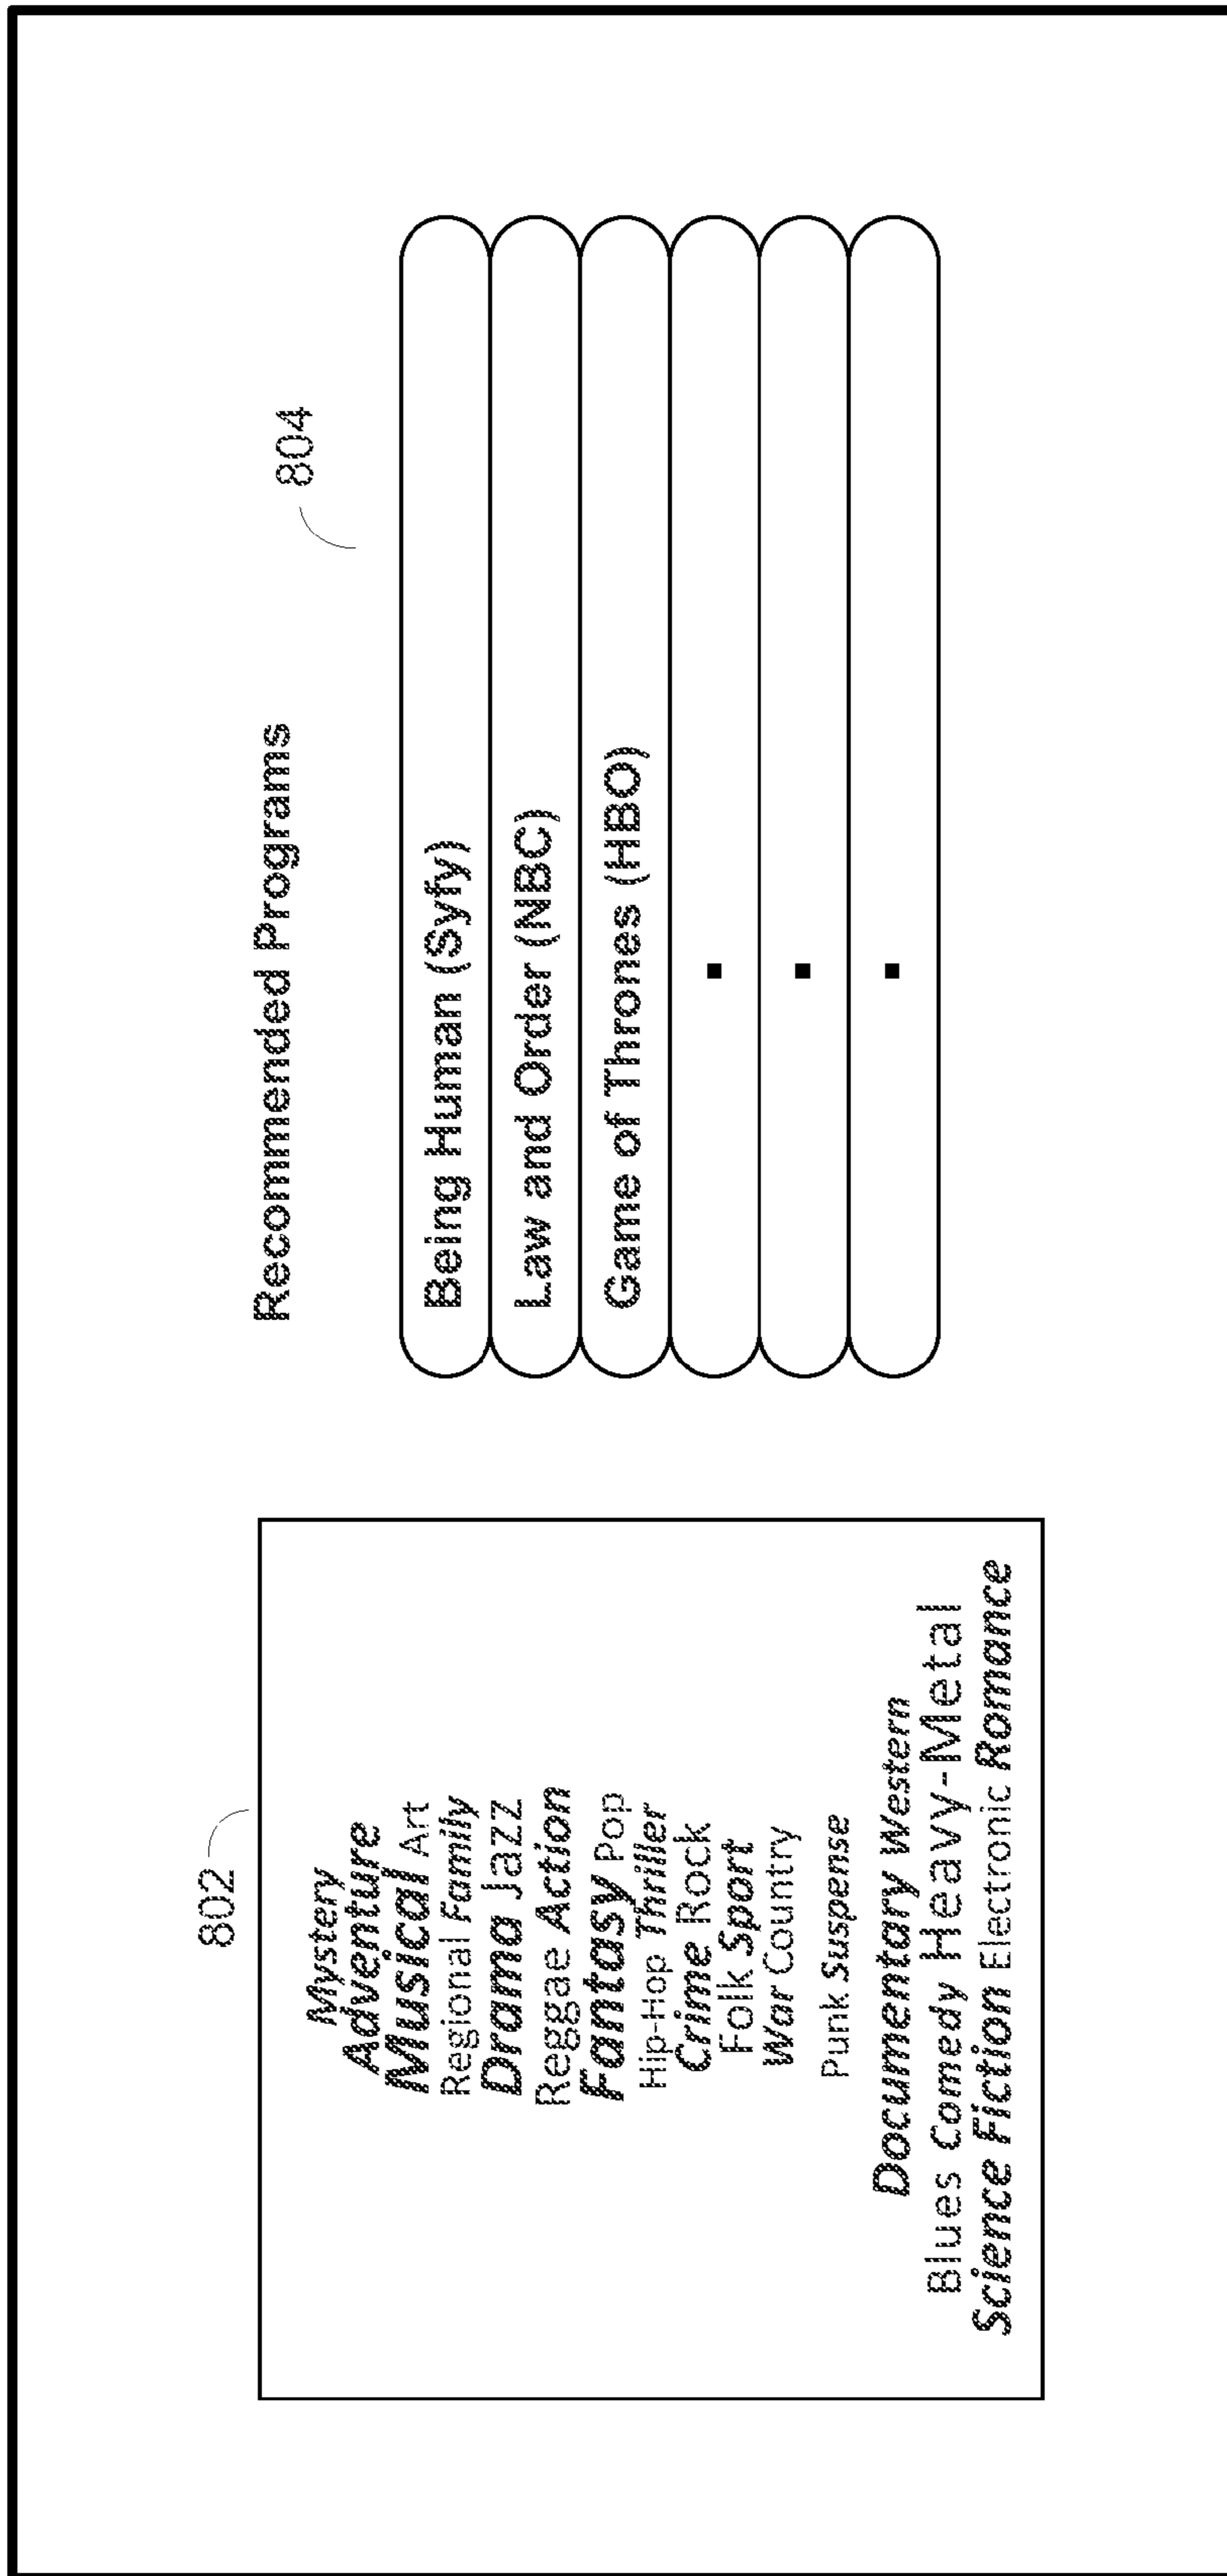 802
Mystery
Adventure
Musical Art
Regional Family
Drama Jazz
Reggae Action
Fantasy Pop
Hip-Hop Thriller
Crime Rock
Folk Sport
War Country
Punk Suspense
Documentary Western
Blues Comedy Heavy-Metal
Science Fiction Electronic Romance
Recommended Programs
804
Being Human (Syfy)
Law and Order (NBC)
Game of Thrones (HBO)